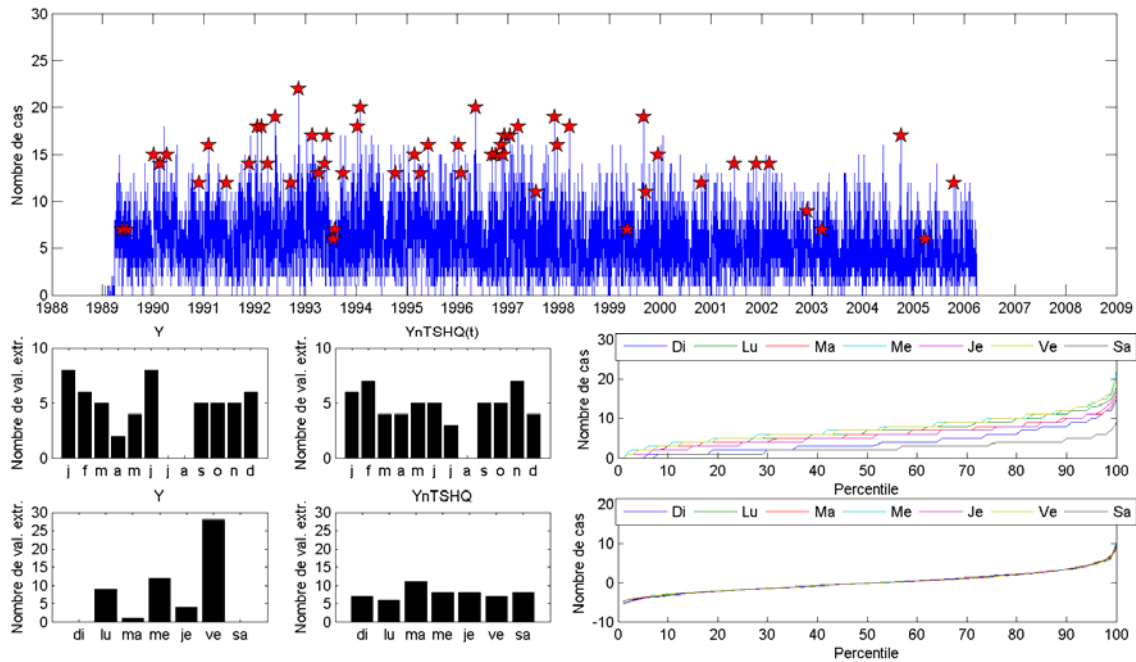 30
25
20
15
10
5
0
Nombre de cas
1988 1989 1990 1991 1992 1993 1994 1995 1996 1997 1998 1999 2000 2001 2002 2003 2004 2005 2006 2007 2008 2009
Y
10
5
0
Nombre de val. extr.
j f m a m j j a s o n d
YnTSHQ(t)
10
5
0
Nombre de val. extr.
j f m a m j j a s o n d
30
20
10
0
Nombre de cas
Di Lu Ma Me Je Ve Sa
1 10 20 30 40 50 60 70 80 90 100
Percentile
Y
30
25
20
15
10
5
0
Nombre de val. extr.
di lu ma me je ve sa
YnTSHQ
30
25
20
15
10
5
0
Nombre de val. extr.
di lu ma me je ve sa
20
10
0
-10
Nombre de cas
Di Lu Ma Me Je Ve Sa
1 10 20 30 40 50 60 70 80 90 100
Percentile